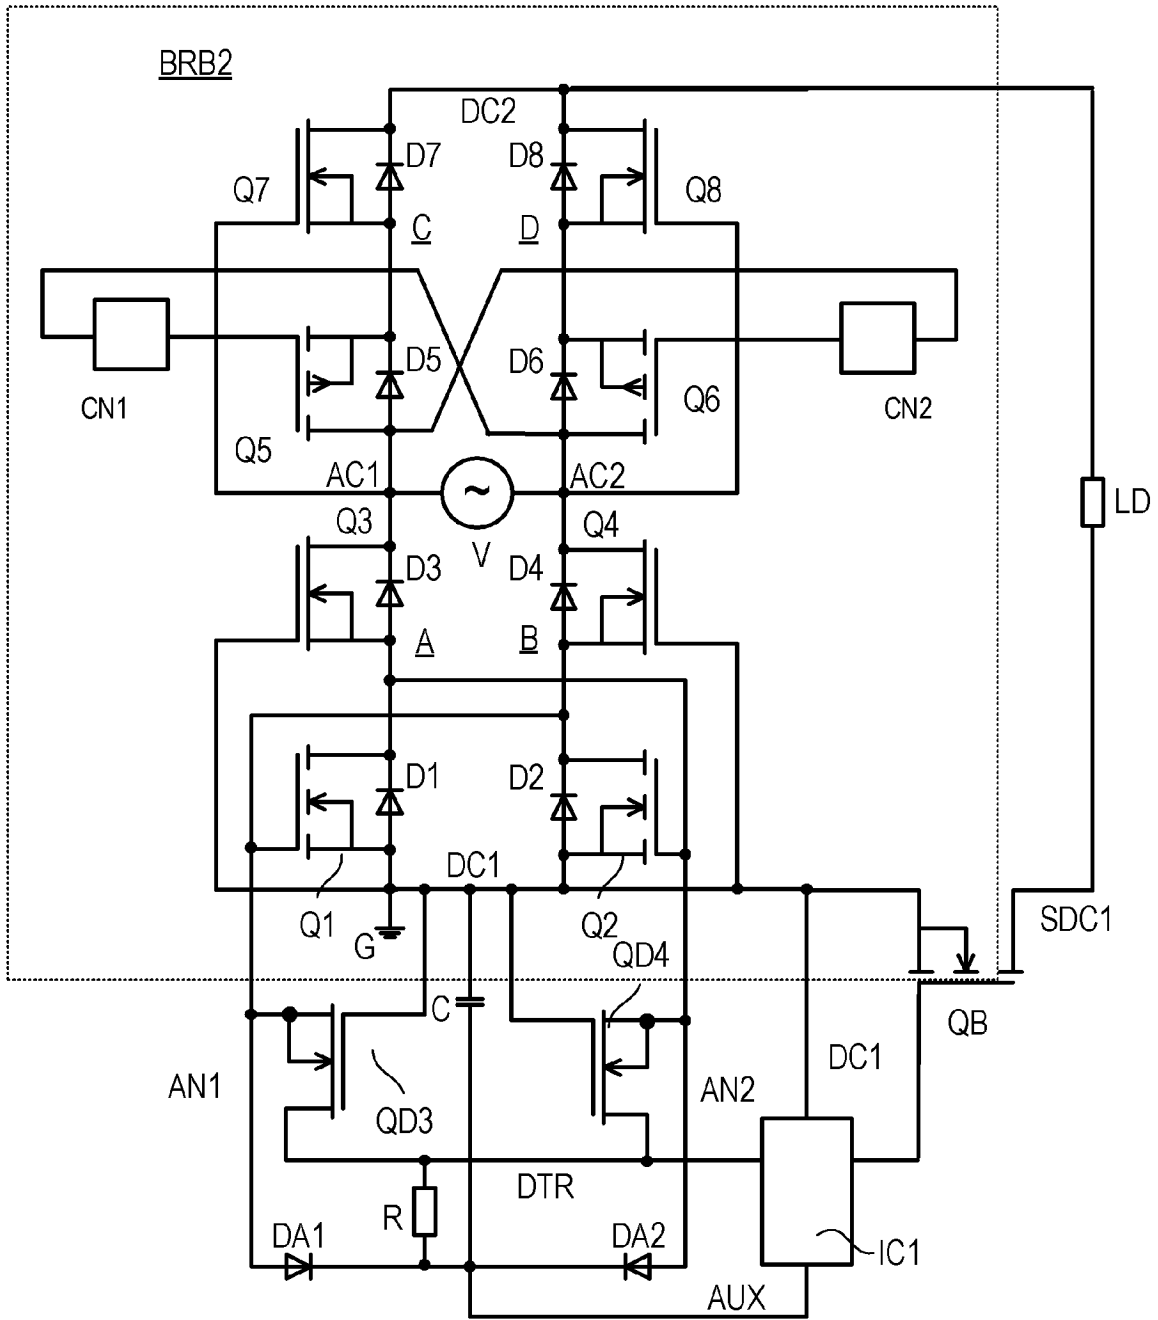 BRB2
DC2
D7
D8
Q7
Q8
C
D
D5
D6
CN1
Q6
CN2
Q5
AC1
~
AC2
LD
Q3
Q4
V
D3
D4
A
B
D1
D2
DC1
Q1
Q2
SDC1
G
QD4
C
QB
DC1
AN1
AN2
QD3
DTR
R
DA1
DA2
IC1
AUX